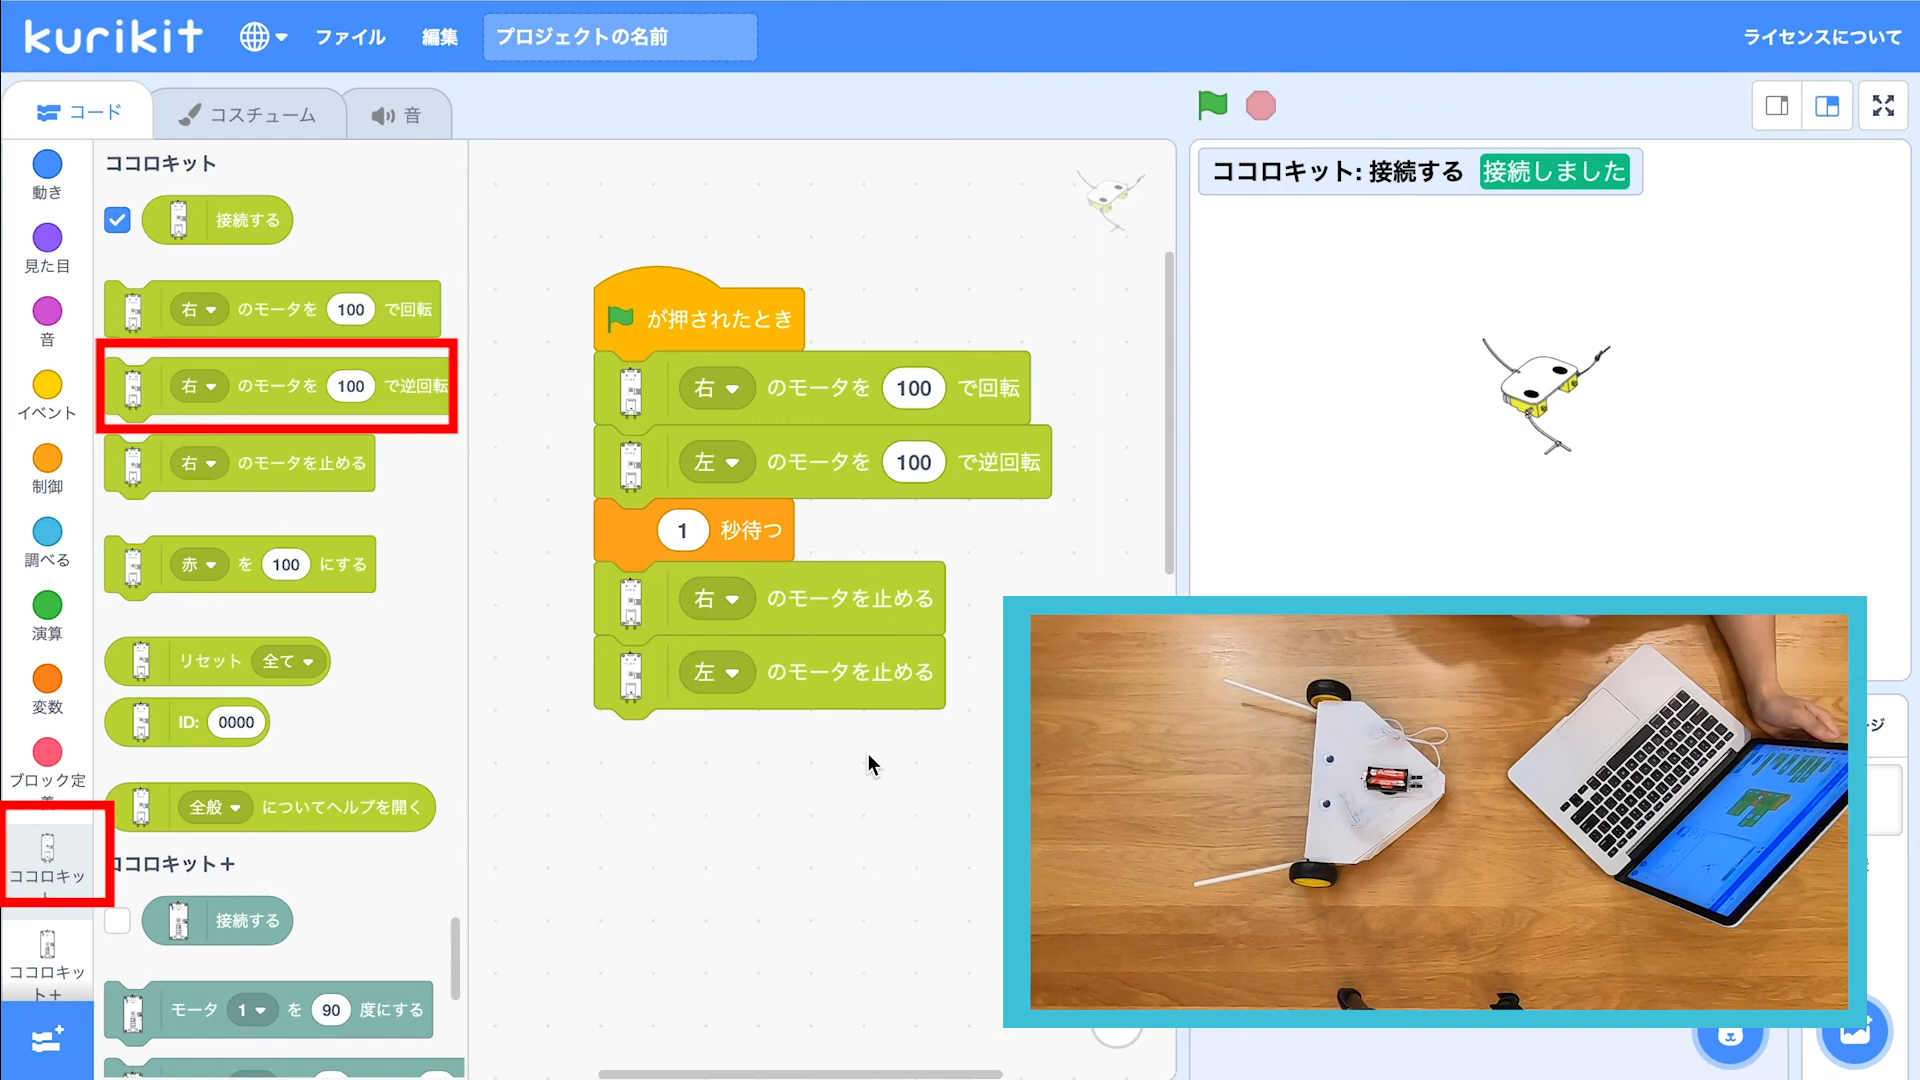 kurikit
ファイル
編集
プロジェクトの名前
ライセンスについて
コード
コスチューム
音
動き
見た目
音
イベント
制御
調べる
演算
変数
ブロック定
ココロキッ
ココロキッ
ト+
ココロキット
接続する
右 のモータを 100 で回転
右 のモータを 100 で逆回転
右 のモータを止める
赤 を 100 にする
リセット 全て
ID: 0000
全般 についてヘルプを開く
ココロキット+
接続する
モータ 1 を 90 度にする
が押されたとき
右 のモータを 100 で回転
左 のモータを 100 で逆回転
1 秒待つ
右 のモータを止める
左 のモータを止める
ココロキット: 接続する 接続しました
ジ